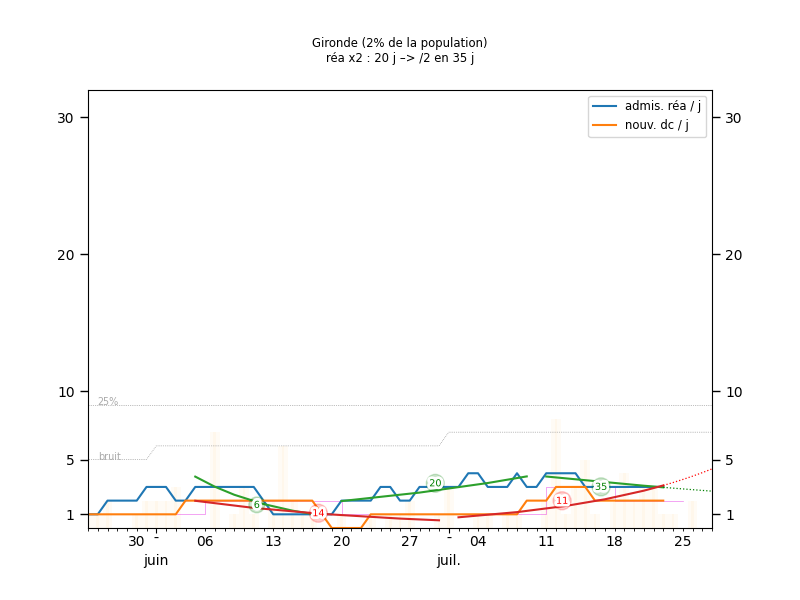 Gironde (2% de la population)
réa x2 : 20 j –> /2 en 35 j
admis. réa / j
nouv. dc / j
30 30
20 20
10 10
25%
5 5
bruit
20
35
6
14
11
1 1
30 - 06 13 20 27 - 04 11 18 25
juin juil.